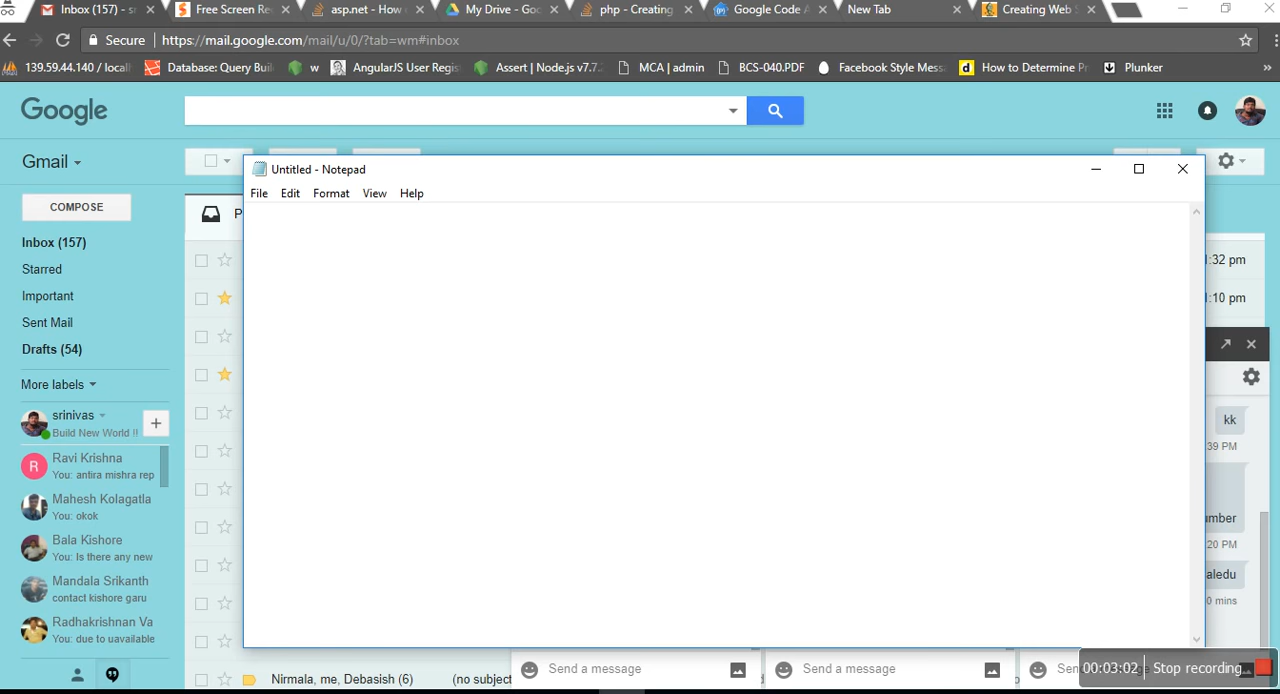 Inbox (157) - s
Free Screen Re
asp.net - How
My Drive - Goo
php - Creating
Google Code A
New Tab
Creating Web S
Secure
https://mail.google.com/mail/u/0/?tab=wm#inbox
139.59.44.140 / local
Database: Query Buil
w
AngularJS User Regis
Assert | Node.js v7.7.
MCA | admin
BCS-040.PDF
Facebook Style Mess
How to Determine P
Plunker
»
Google
Gmail
COMPOSE
Inbox (157)
Starred
Important
Sent Mail
Drafts (54)
More labels
srinivas
Build New World !!
+
R
Ravi Krishna
You: antira mishra rep
Mahesh Kolagatla
You: okok
Bala Kishore
You: Is there any new
Mandala Srikanth
contact kishore garu
Radhakrishnan Va
You: due to uavailable
P
Untitled - Notepad
File Edit Format View Help
:32 pm
:10 pm
kk
39 PM
umber
20 PM
aledu
0 mins
Nirmala, me, Debasish (6)
(no subject
Send a message
Send a message
Sen
00:03:02
Stop recording